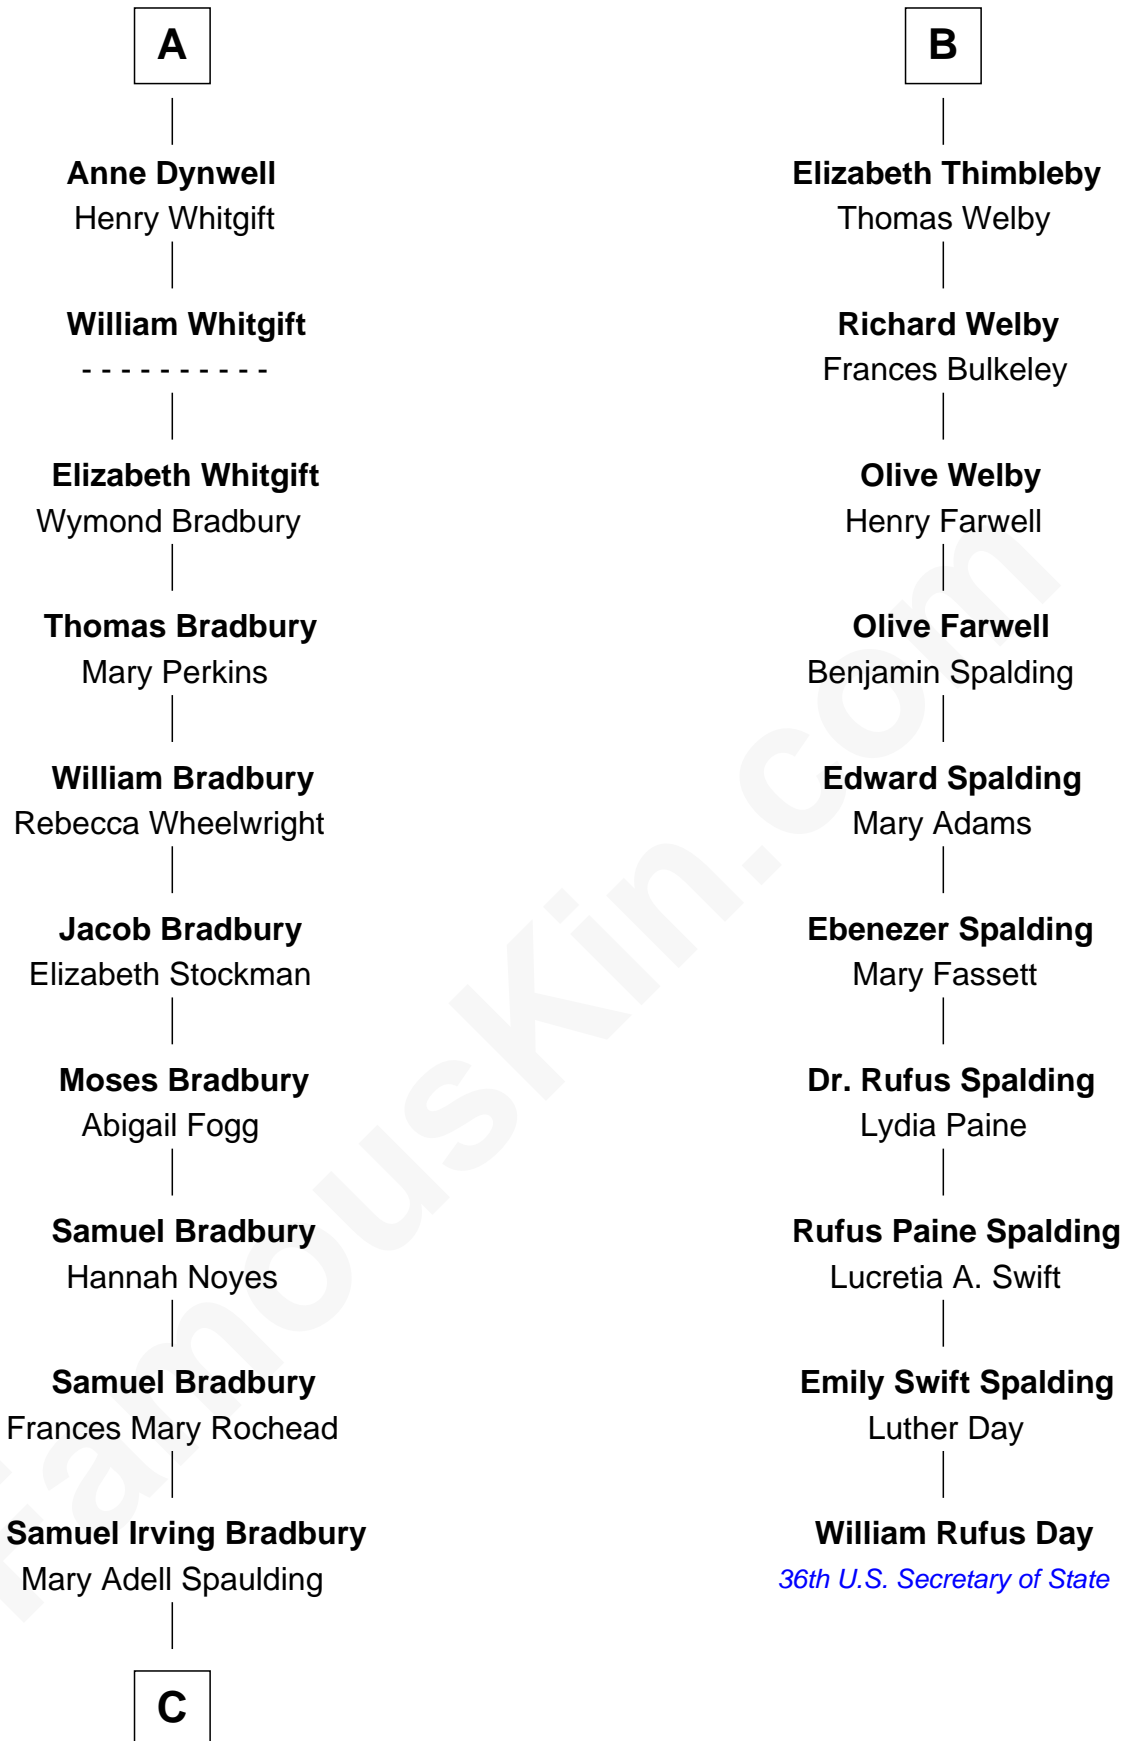 A
Anne Dynwell
Henry Whitgift
William Whitgift
- - - - - - - - - -
Elizabeth Whitgift
Wymond Bradbury
Thomas Bradbury
Mary Perkins
William Bradbury
Rebecca Wheelwright
Jacob Bradbury
Elizabeth Stockman
Moses Bradbury
Abigail Fogg
Samuel Bradbury
Hannah Noyes
Samuel Bradbury
Frances Mary Rochead
Samuel Irving Bradbury
Mary Adell Spaulding
C
B
Elizabeth Thimbleby
Thomas Welby
Richard Welby
Frances Bulkeley
Olive Welby
Henry Farwell
Olive Farwell
Benjamin Spalding
Edward Spalding
Mary Adams
Ebenezer Spalding
Mary Fassett
Dr. Rufus Spalding
Lydia Paine
Rufus Paine Spalding
Lucretia A. Swift
Emily Swift Spalding
Luther Day
William Rufus Day
36th U.S. Secretary of State
FamousKin.com